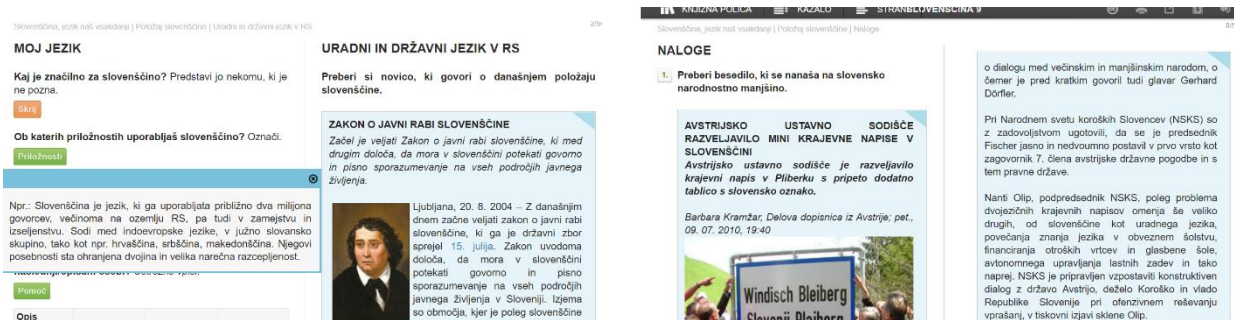 Slovenščina, jezik naš vsakdanji | Položaj slovenščine | Uradni in državni jezik v RS
MOJ JEZIK
Kaj je značilno za slovenščino? Predstavi jo nekomu, ki je
ne pozna.
Skrij
Ob katerih priložnostih uporabljaš slovenščino? Označi.
Priložnosti
Npr.: Slovenščina je jezik, ki ga uporabljata približno dva milijona
govorcev, večinoma na ozemlju RS, pa tudi v zamejstvu in
izseljenstvu. Sodi med indoevropske jezike, v južno slovansko
skupino, tako kot npr. hrvaščina, srbščina, makedonščina. Njegovi
posebnosti sta ohranjena dvojina in velika narečna razcepljenost.
Pomoč
Opis
URADNI IN DRŽAVNI JEZIK V RS
Preberi si novico, ki govori o današnjem položaju
slovenščine.
ZAKON O JAVNI RABI SLOVENŠČINE
Začel je veljati Zakon o javni rabi slovenščine, ki med
drugim določa, da mora v slovenščini potekati govorno
in pisno sporazumevanje na vseh področjih javnega
življenja.
Ljubljana, 20. 8. 2004 – Z današnjim
dnem začne veljati zakon o javni rabi
slovenščine, ki ga je državni zbor
sprejel 15. julija. Zakon uvodoma
določa, da mora v slovenščini
potekati govorno in pisno
sporazumevanje na vseh področjih
javnega življenja v Sloveniji. Izjema
so območja, kjer je poleg slovenščine
KNJIŽNA POLICA
KAZALO
STRAN
SLOVENŠČINA 9
Slovenščina, jezik naš vsakdanji | Položaj slovenščine | Naloge
NALOGE
1. Preberi besedilo, ki se nanaša na slovensko
narodnostno manjšino.
AVSTRIJSKO USTAVNO SODIŠČE
RAZVELJAVILO MINI KRAJEVNE NAPISE V
SLOVENŠČINI
Avstrijsko ustavno sodišče je razveljavilo
krajevni napis v Pliberku s pripeto dodatno
tablico s slovensko oznako.
Barbara Kramžar, Delova dopisnica iz Avstrije; pet.,
09. 07. 2010, 19:40
Windisch Bleiberg
Slovenji Plajberg
o dialogu med večinskim in manjšinskim narodom, o
čemer je pred kratkim govoril tudi glavar Gerhard
Dörfler.
Pri Narodnem svetu koroških Slovencev (NSKS) so
z zadovoljstvom ugotovili, da se je predsednik
Fischer jasno in nedvoumno postavil v prvo vrsto kot
zagovornik 7. člena avstrijske državne pogodbe in s
tem pravne države.
Nanti Olip, podpredsednik NSKS, poleg problema
dvojezičnih krajevnih napisov omenja še veliko
drugih, od slovenščine kot uradnega jezika,
povečanja znanja jezika v obveznem šolstvu,
financiranja otroških vrtcev in glasbene šole,
avtonomnega upravljanja lastnih zadev in tako
naprej. NSKS je pripravljen vzpostaviti konstruktiven
dialog z državo Avstrijo, deželo Koroško in vlado
Republike Slovenije pri ofenzivnem reševanju
vprašanj, v tiskovni izjavi sklene Olip.